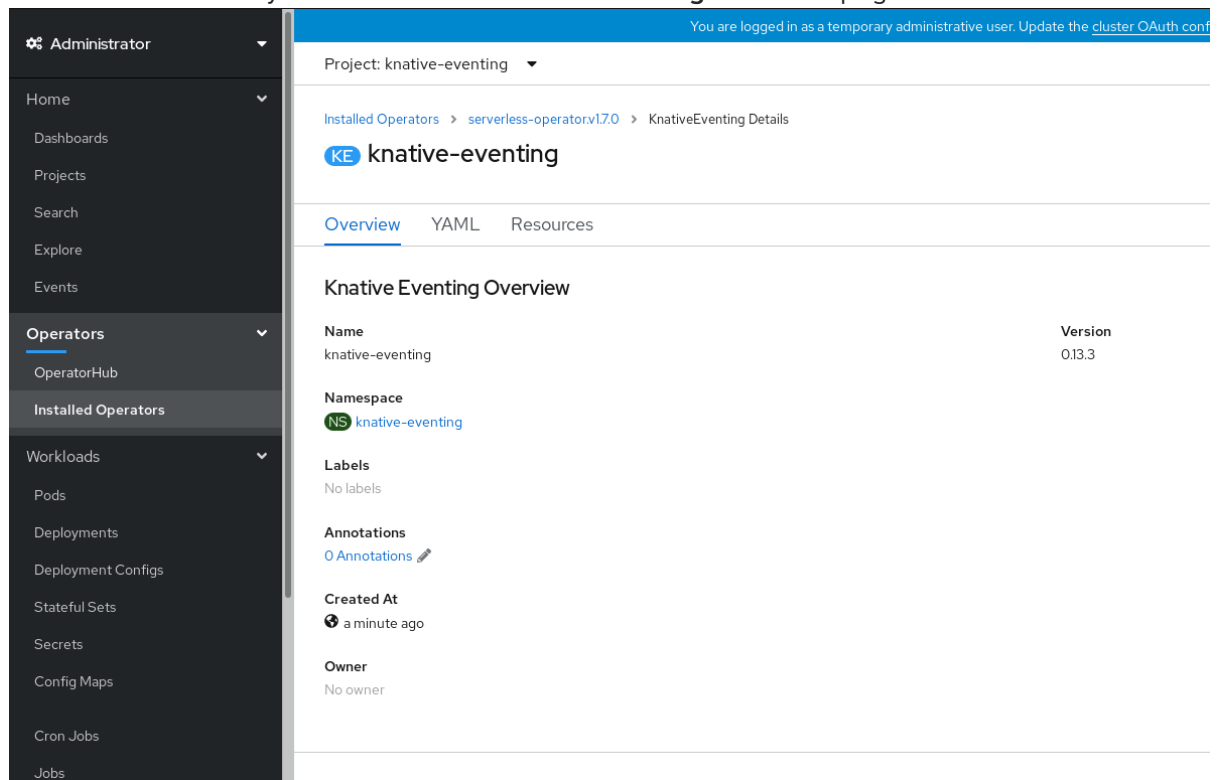 Administrator
Home
Dashboards
Projects
Search
Explore
Events
Operators
OperatorHub
Installed Operators
Workloads
Pods
Deployments
Deployment Configs
Stateful Sets
Secrets
Config Maps
Cron Jobs
Jobs
You are logged in as a temporary administrative user. Update the cluster OAuth conf
Project: knative-eventing
Installed Operators > serverless-operator.v1.7.0 > KnativeEventing Details
KE knative-eventing
Overview YAML Resources
Knative Eventing Overview
Name
knative-eventing
Version
0.13.3
Namespace
NS knative-eventing
Labels
No labels
Annotations
0 Annotations
Created At
a minute ago
Owner
No owner